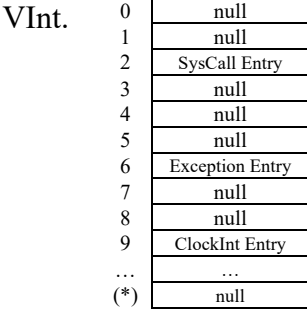 VInt. 0 null
1 null
2 SysCall Entry
3 null
4 null
5 null
6 Exception Entry
7 null
8 null
9 ClockInt Entry
… …
(*) null